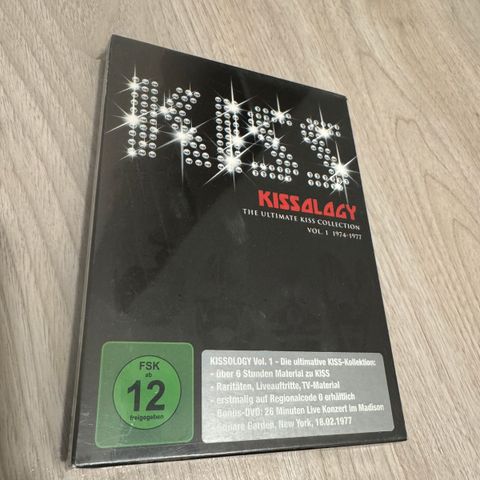 KISS
KISSOLOGY
THE ULTIMATE KISS COLLECTION
VOL. 1 1974-1977
FSK
ab
12
freigegeben
KISSOLOGY Vol. 1 - Die ultimative KISS-Kollektion:
- über 6 Stunden Material zu KISS
- Raritäten, Liveauftritte, TV-Material
- erstmalig auf Regionalcode 0 erhältlich
- Bonus-DVD: 26 Minuten Live Konzert im Madison
Square Garden, New York, 18.02.1977